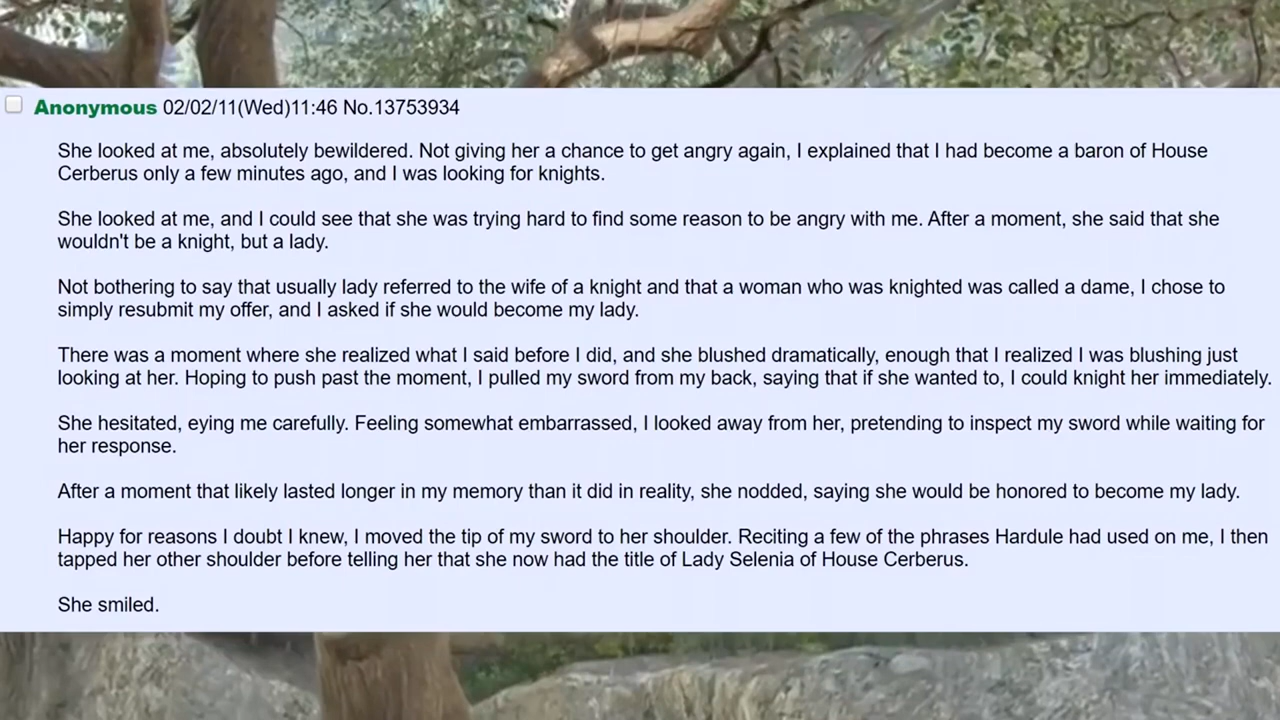 Anonymous 02/02/11(Wed)11:46 No.13753934
She looked at me, absolutely bewildered. Not giving her a chance to get angry again, I explained that I had become a baron of House
Cerberus only a few minutes ago, and I was looking for knights.
She looked at me, and I could see that she was trying hard to find some reason to be angry with me. After a moment, she said that she
wouldn't be a knight, but a lady.
Not bothering to say that usually lady referred to the wife of a knight and that a woman who was knighted was called a dame, I chose to
simply resubmit my offer, and I asked if she would become my lady.
There was a moment where she realized what I said before I did, and she blushed dramatically, enough that I realized I was blushing just
looking at her. Hoping to push past the moment, I pulled my sword from my back, saying that if she wanted to, I could knight her immediately.
She hesitated, eying me carefully. Feeling somewhat embarrassed, I looked away from her, pretending to inspect my sword while waiting for
her response.
After a moment that likely lasted longer in my memory than it did in reality, she nodded, saying she would be honored to become my lady.
Happy for reasons I doubt I knew, I moved the tip of my sword to her shoulder. Reciting a few of the phrases Hardule had used on me, I then
tapped her other shoulder before telling her that she now had the title of Lady Selenia of House Cerberus.
She smiled.